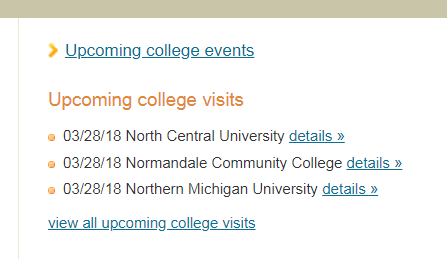 Upcoming college events
Upcoming college visits
03/28/18 North Central University details »
03/28/18 Normandale Community College details »
03/28/18 Northern Michigan University details »
view all upcoming college visits